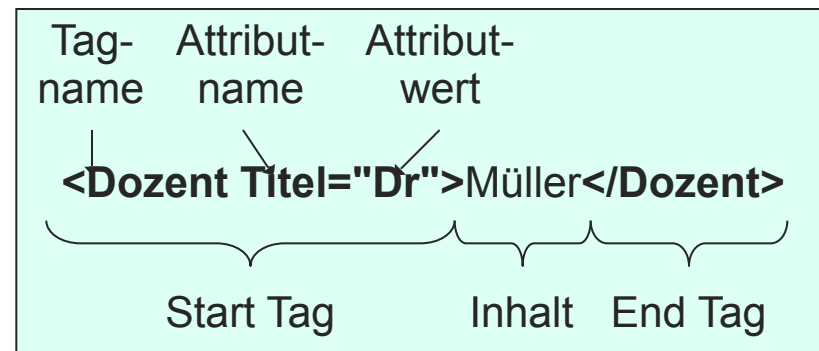 Tag- Attribut- Attribut-
name name wert
<Dozent Titel="Dr">Müller</Dozent>
Start Tag Inhalt End Tag